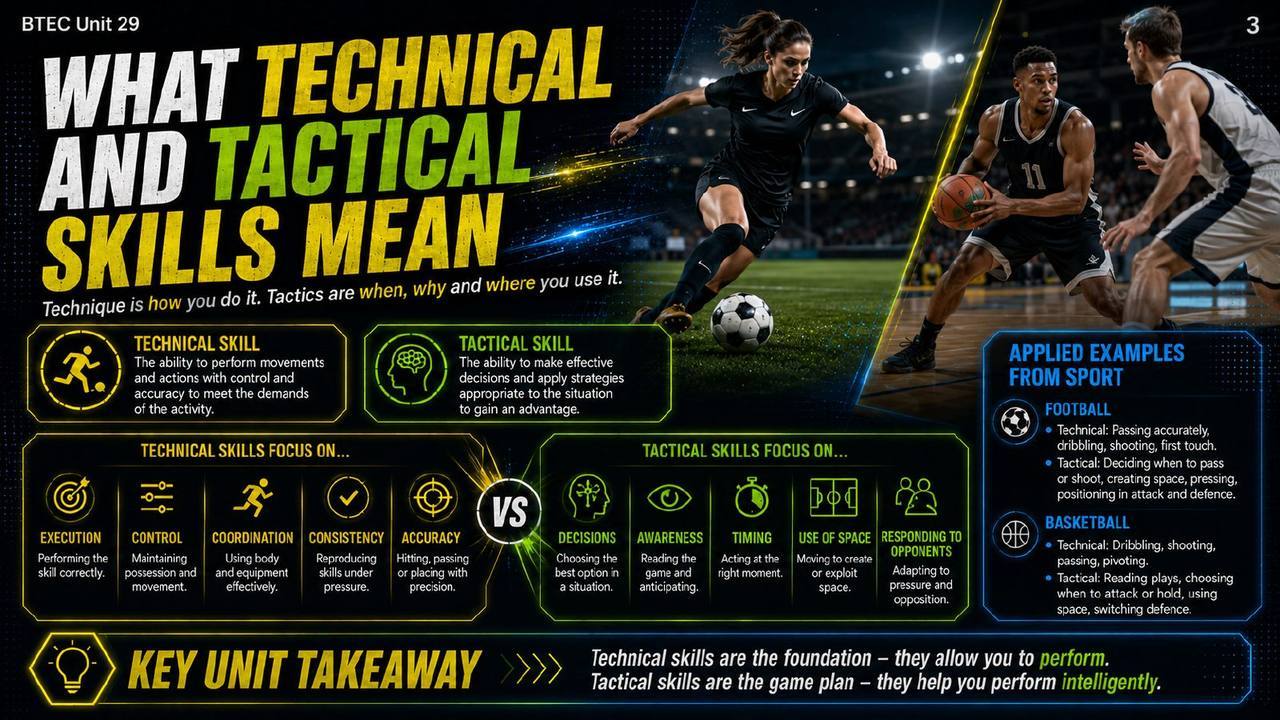 BTEC Unit 29
3
WHAT TECHNICAL
AND TACTICAL
SKILLS MEAN
Technique is how you do it. Tactics are when, why and where you use it.
TECHNICAL SKILL
The ability to perform movements
and actions with control and
accuracy to meet the demands
of the activity.
TACTICAL SKILL
The ability to make effective
decisions and apply strategies
appropriate to the situation
to gain an advantage.
TECHNICAL SKILLS FOCUS ON...
EXECUTION
Performing the
skill correctly.
CONTROL
Maintaining
possession and
movement.
COORDINATION
Using body
and equipment
effectively.
CONSISTENCY
Reproducing
skills under
pressure.
ACCURACY
Hitting, passing
or placing with
precision.
VS
TACTICAL SKILLS FOCUS ON...
DECISIONS
Choosing the
best option in
a situation.
AWARENESS
Reading the
game and
anticipating.
TIMING
Acting at the
right moment.
USE OF SPACE
Moving to create
or exploit
space.
RESPONDING TO
OPPONENTS
Adapting to
pressure and
opposition.
11
APPLIED EXAMPLES
FROM SPORT
FOOTBALL
• Technical: Passing accurately,
dribbling, shooting, first touch.
• Tactical: Deciding when to pass
or shoot, creating space, pressing,
positioning in attack and defence.
BASKETBALL
• Technical: Dribbling, shooting,
passing, pivoting.
• Tactical: Reading plays, choosing
when to attack or hold, using
space, switching defence.
KEY UNIT TAKEAWAY
Technical skills are the foundation – they allow you to perform.
Tactical skills are the game plan – they help you perform intelligently.